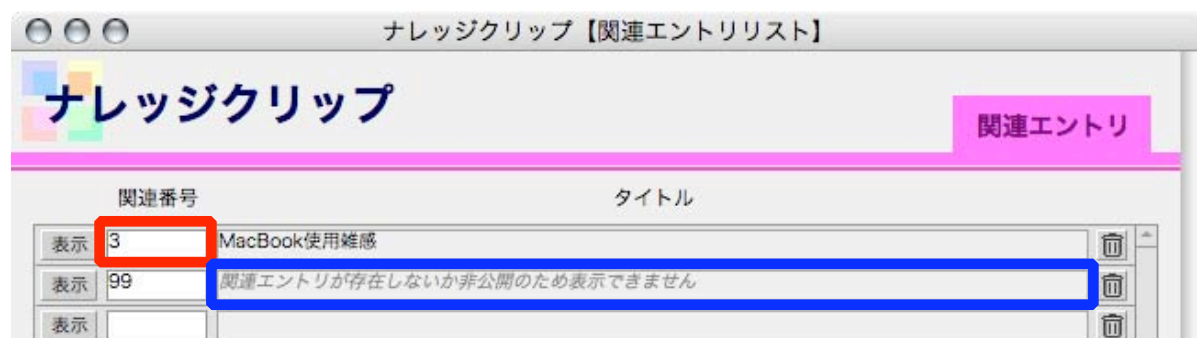 ナレッジクリップ【関連エントリリスト】
ナレッジクリップ
関連エントリ
関連番号 タイトル
表示 3 MacBook使用雑感
表示 99 関連エントリが存在しないか非公開のため表示できません
表示